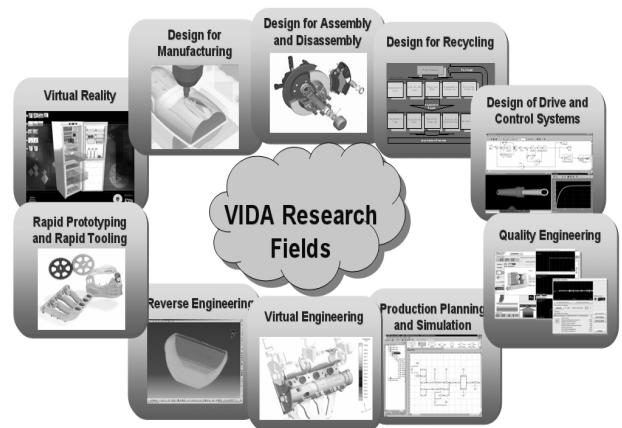 Design for
Manufacturing
Design for Assembly
and Disassembly
Design for Recycling
Virtual Reality
Design of Drive and
Control Systems
VIDA Research
Fields
Rapid Prototyping
and Rapid Tooling
Quality Engineering
Reverse Engineering
Virtual Engineering
Production Planning
and Simulation